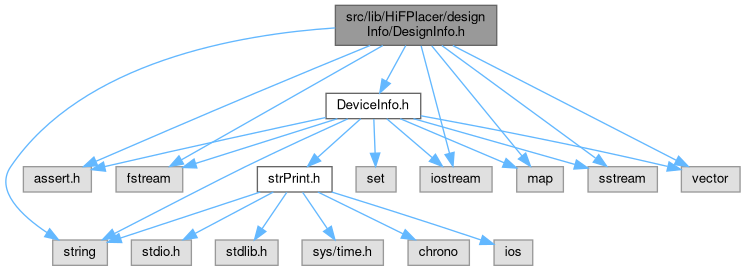 src/lib/HiFPlacer/design
Info/DesignInfo.h
DeviceInfo.h
assert.h
fstream
strPrint.h
set
iostream
map
sstream
vector
string
stdio.h
stdlib.h
sys/time.h
chrono
ios